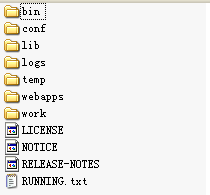 bin
conf
lib
logs
temp
webapps
work
LICENSE
NOTICE
RELEASE-NOTES
RUNNING.txt